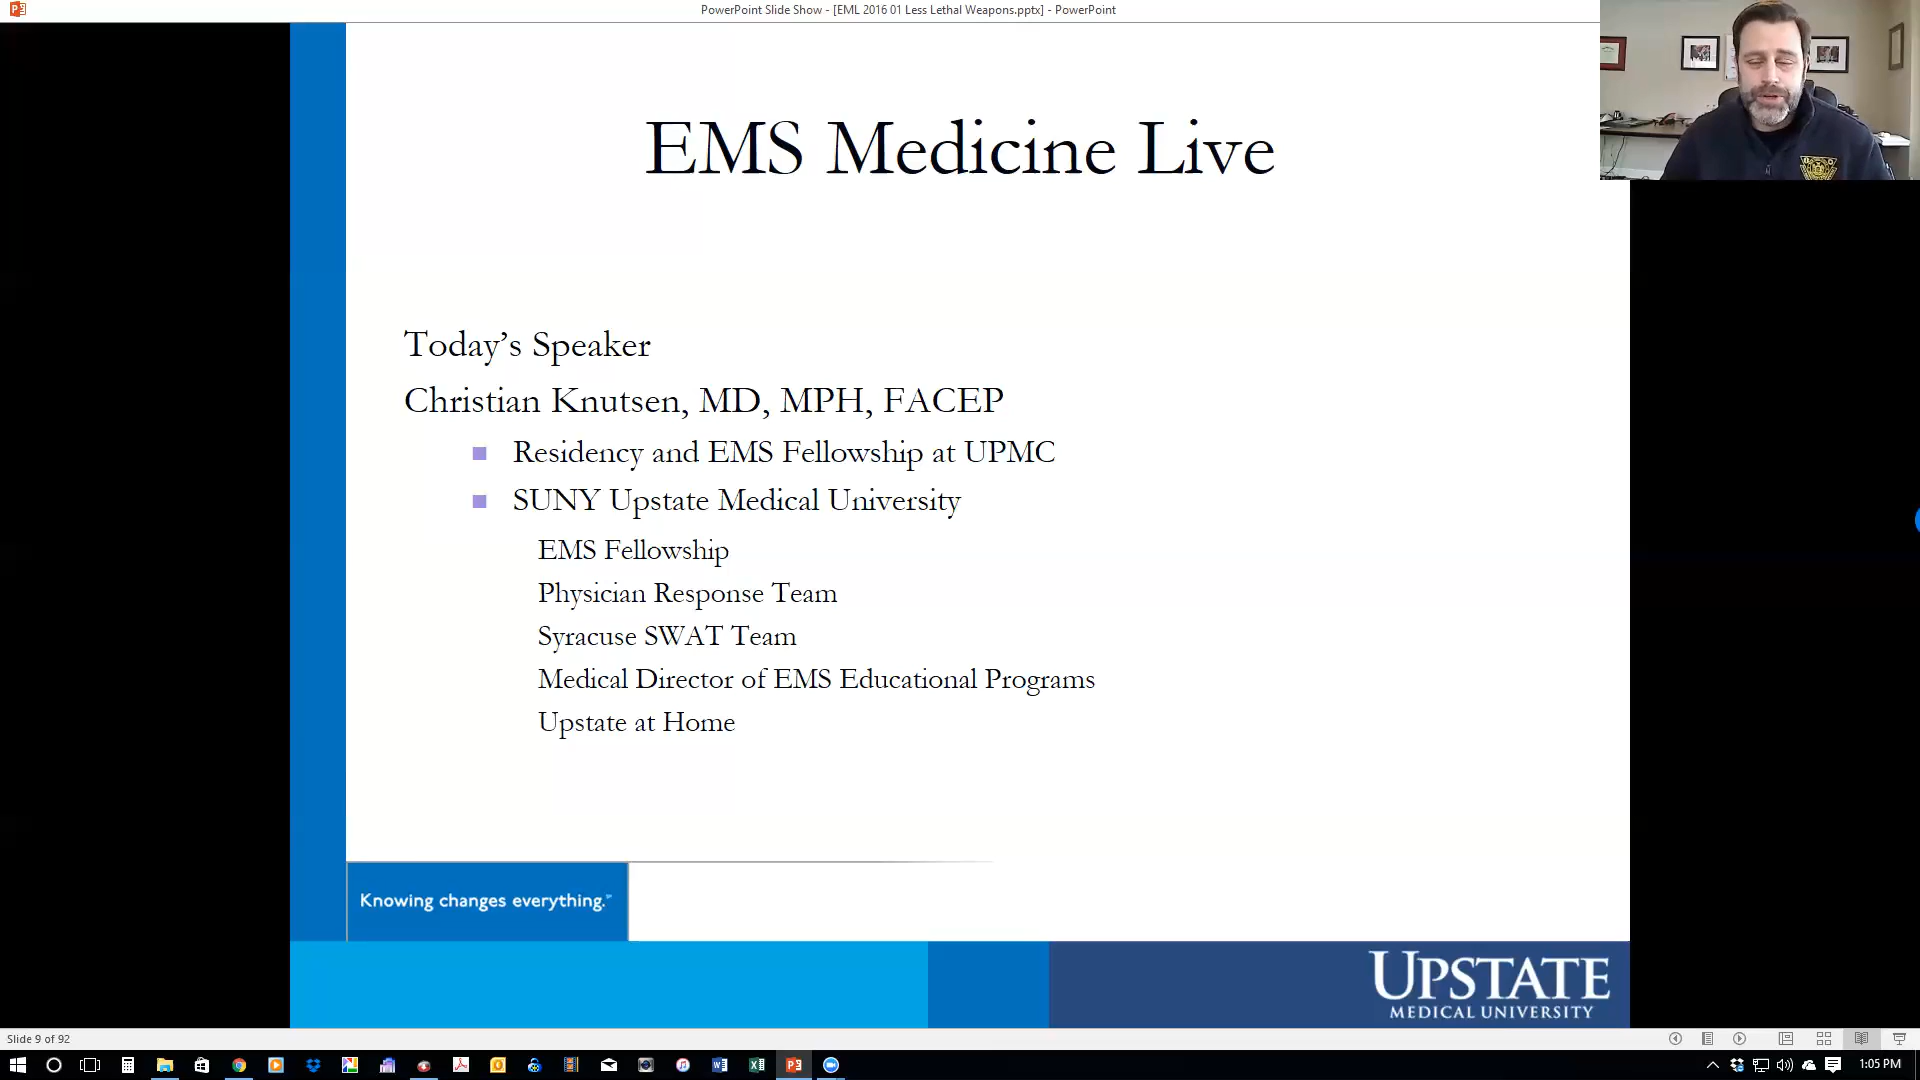 PowerPoint Slide Show - [EML 2016 01 Less Lethal Weapons.pptx] - PowerPoint
EMS Medicine Live
Today’s Speaker
Christian Knutsen, MD, MPH, FACEP
Residency and EMS Fellowship at UPMC
SUNY Upstate Medical University
EMS Fellowship
Physician Response Team
Syracuse SWAT Team
Medical Director of EMS Educational Programs
Upstate at Home
Knowing changes everything.
UPSTATE
MEDICAL UNIVERSITY
Slide 9 of 92
1:05 PM